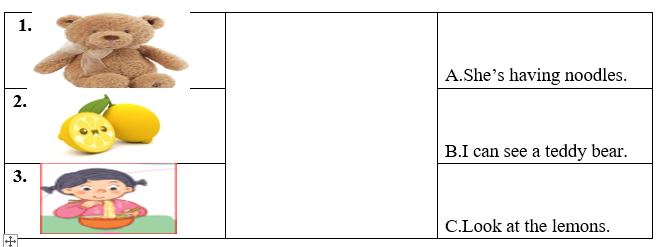 1.
A.She’s having noodles.
2.
B.I can see a teddy bear.
3.
C.Look at the lemons.